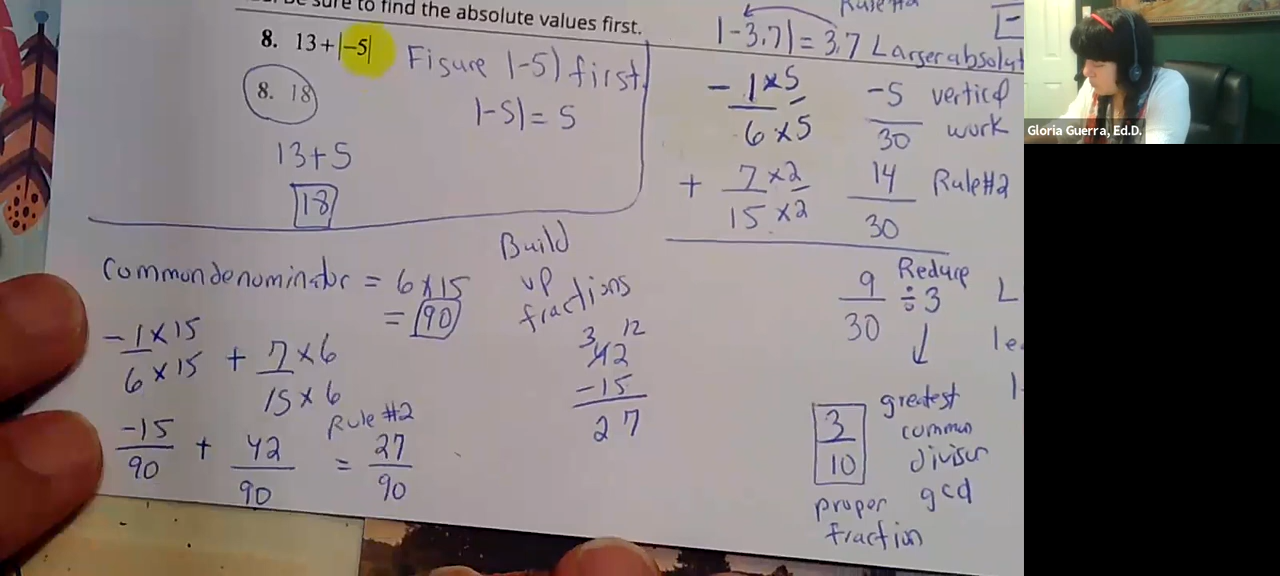 Be sure to find the absolute values first.
8. 13 + |−5|
Figure |-5| first.
8. 18
|-5| = 5
13+5
18
|-3.7| = 3.7 Larger absolut
- 1×5
6 ×5
-5
30
vertical
work
+ 7×2
15 ×2
14
30
Rule#2
9
30
Reduce
÷3
3
10
greatest
common
divisor
gcd
proper
fraction
common denominator = 6×15
= 90
Build
up
fractions
-1×15
6×15
+ 7×6
15×6
3 12
42
-15
27
-15
90
+ 42
90
Rule #2
= 27
90
Gloria Guerra, Ed.D.